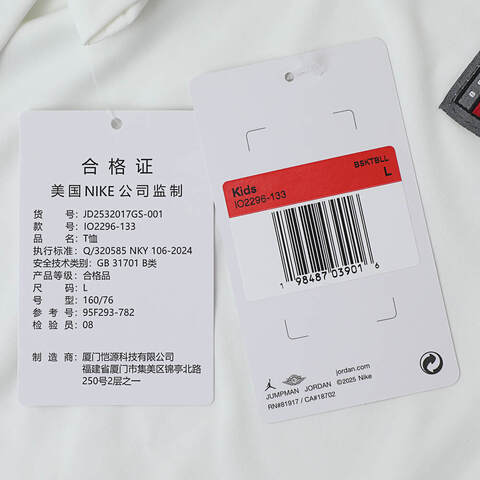 合格证
美国NIKE公司监制
货 号: JD2532017GS-001
款 号: IO2296-133
品 名: T恤
执行标准: Q/320585 NKY 106-2024
安全技术类别: GB 31701 B类
产品等级: 合格品
尺 码: L
号 型: 160/76
参 考 号: 95F293-782
检 验 员: 08
制 造 商: 厦门恺源科技有限公司
福建省厦门市集美区锦亭北路
250号2层之一
BSKTBLL
Kids
L
IO2296-133
1 98487 03901 6
JUMPMAN JORDAN
RN#81917 / CA#18702
jordan.com
©2025 Nike